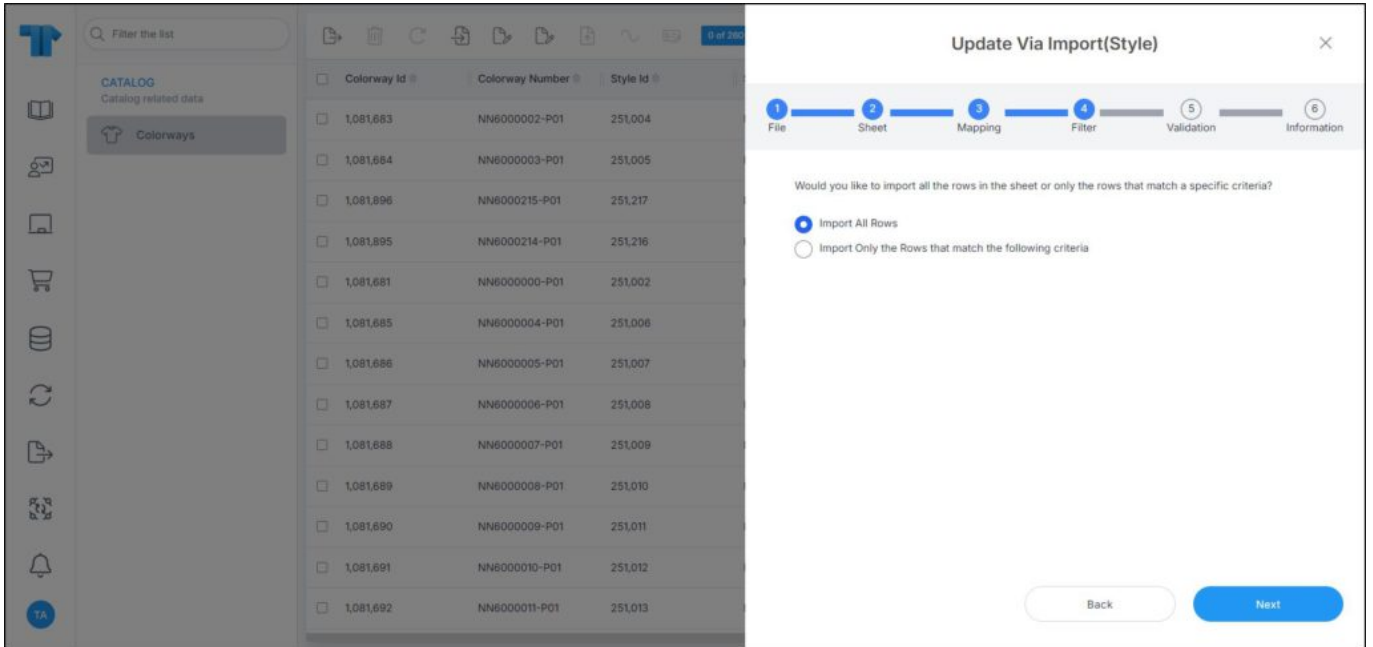 Filter the list
CATALOG
Catalog related data
Colorways
0 of 260
Colorway Id Colorway Number Style Id
1,081,683 NN6000002-P01 251,004
1,081,684 NN6000003-P01 251,005
1,081,896 NN6000215-P01 251,217
1,081,895 NN6000214-P01 251,216
1,081,681 NN6000000-P01 251,002
1,081,685 NN6000004-P01 251,006
1,081,686 NN6000005-P01 251,007
1,081,687 NN6000006-P01 251,008
1,081,688 NN6000007-P01 251,009
1,081,689 NN6000008-P01 251,010
1,081,690 NN6000009-P01 251,011
1,081,691 NN6000010-P01 251,012
1,081,692 NN6000011-P01 251,013
TA
Update Via Import(Style)
1 2 3 4 5 6
File Sheet Mapping Filter Validation Information
Would you like to import all the rows in the sheet or only the rows that match a specific criteria?
Import All Rows
Import Only the Rows that match the following criteria
Back Next